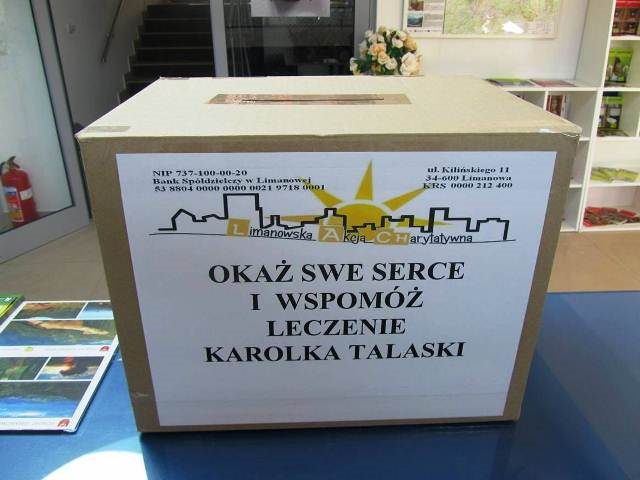 NIP 737-100-00-20
Bank Spółdzielczy w Limanowej
53 8804 0000 0000 0021 9718 0001
ul. Kilińskiego 11
34-600 Limanowa
KRS 0000 212 400
Limanowska Akcja CHarytatywna
OKAŻ SWE SERCE
I WSPOMÓŻ
LECZENIE
KAROLKA TALASKI